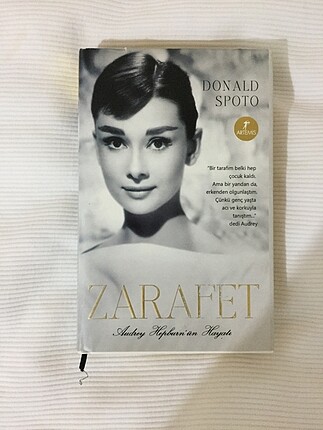 DONALD
SPOTO
ARTEMİS
"Bir tarafım belki hep
çocuk kaldı.
Ama bir yandan da,
erkenden olgunlaştım.
Çünkü genç yaşta
acı ve korkuyla
tanıştım..."
dedi Audrey
ZARAFET
Audrey Hepburn'ün Hayatı